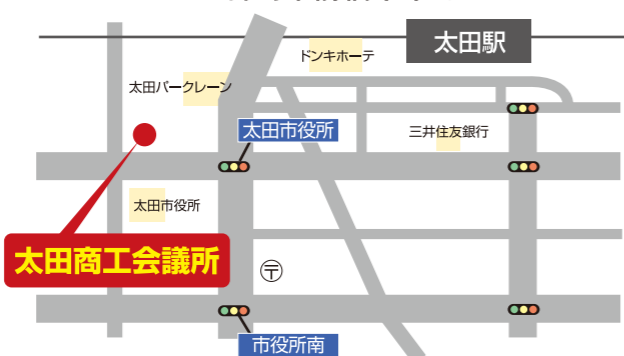 太田駅
ドンキホーテ
太田パークレーン
太田市役所
三井住友銀行
太田市役所
太田商工会議所
〒
市役所南